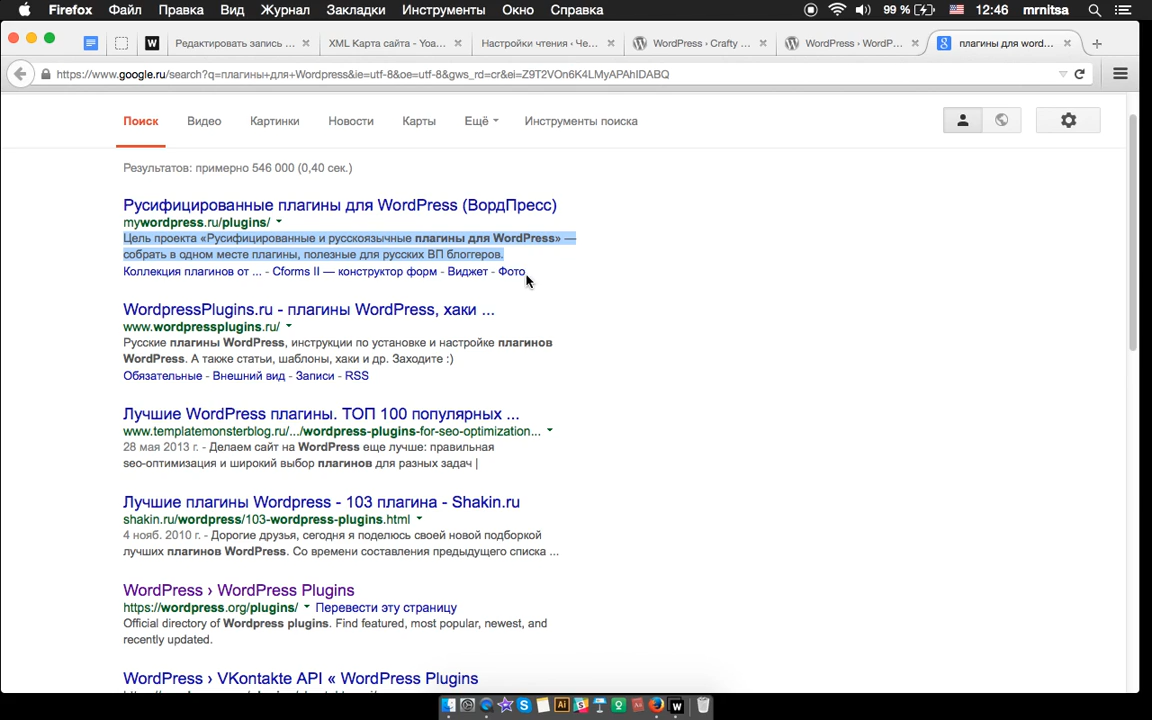 Firefox Файл Правка Вид Журнал Закладки Инструменты Окно Справка 99 % 12:46 mrnitsa
W Редактировать запись ... × XML Карта сайта - Yoa... × Настройки чтения ‹ Че... × WordPress › Crafty ... × WordPress › WordP... × плагины для word... × +
https://www.google.ru/search?q=плагины+для+Wordpress&ie=utf-8&oe=utf-8&gws_rd=cr&ei=Z9T2VOn6K4LMyAPAhIDABQ
Поиск Видео Картинки Новости Карты Ещё Инструменты поиска
Результатов: примерно 546 000 (0,40 сек.)
Русифицированные плагины для WordPress (ВордПресс)
mywordpress.ru/plugins/
Цель проекта «Русифицированные и русскоязычные плагины для WordPress» —
собрать в одном месте плагины, полезные для русских ВП блоггеров.
Коллекция плагинов от ... - Cforms II — конструктор форм - Виджет - Фото
WordpressPlugins.ru - плагины WordPress, хаки ...
www.wordpressplugins.ru/
Русские плагины WordPress, инструкции по установке и настройке плагинов
WordPress. А также статьи, шаблоны, хаки и др. Заходите :)
Обязательные - Внешний вид - Записи - RSS
Лучшие WordPress плагины. ТОП 100 популярных ...
www.templatemonsterblog.ru/.../wordpress-plugins-for-seo-optimization...
28 мая 2013 г. - Делаем сайт на WordPress еще лучше: правильная
seo-оптимизация и широкий выбор плагинов для разных задач |
Лучшие плагины Wordpress - 103 плагина - Shakin.ru
shakin.ru/wordpress/103-wordpress-plugins.html
4 нояб. 2010 г. - Дорогие друзья, сегодня я поделюсь своей новой подборкой
лучших плагинов WordPress. Со времени составления предыдущего списка ...
WordPress › WordPress Plugins
https://wordpress.org/plugins/ Перевести эту страницу
Official directory of Wordpress plugins. Find featured, most popular, newest, and
recently updated.
WordPress › VKontakte API « WordPress Plugins